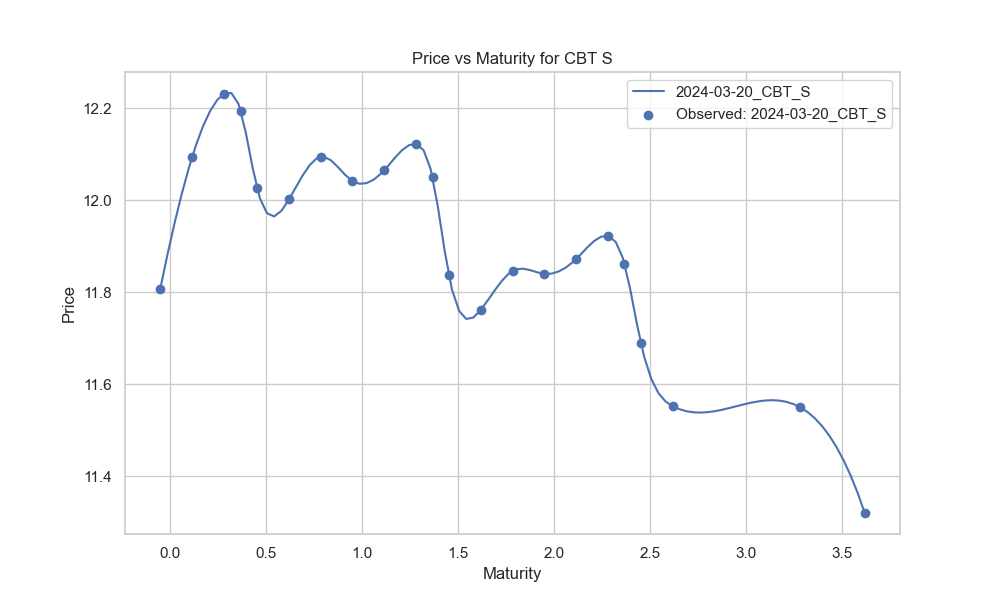 Price vs Maturity for CBT S
2024-03-20_CBT_S
Observed: 2024-03-20_CBT_S
Price
12.2
12.0
11.8
11.6
11.4
0.0 0.5 1.0 1.5 2.0 2.5 3.0 3.5
Maturity